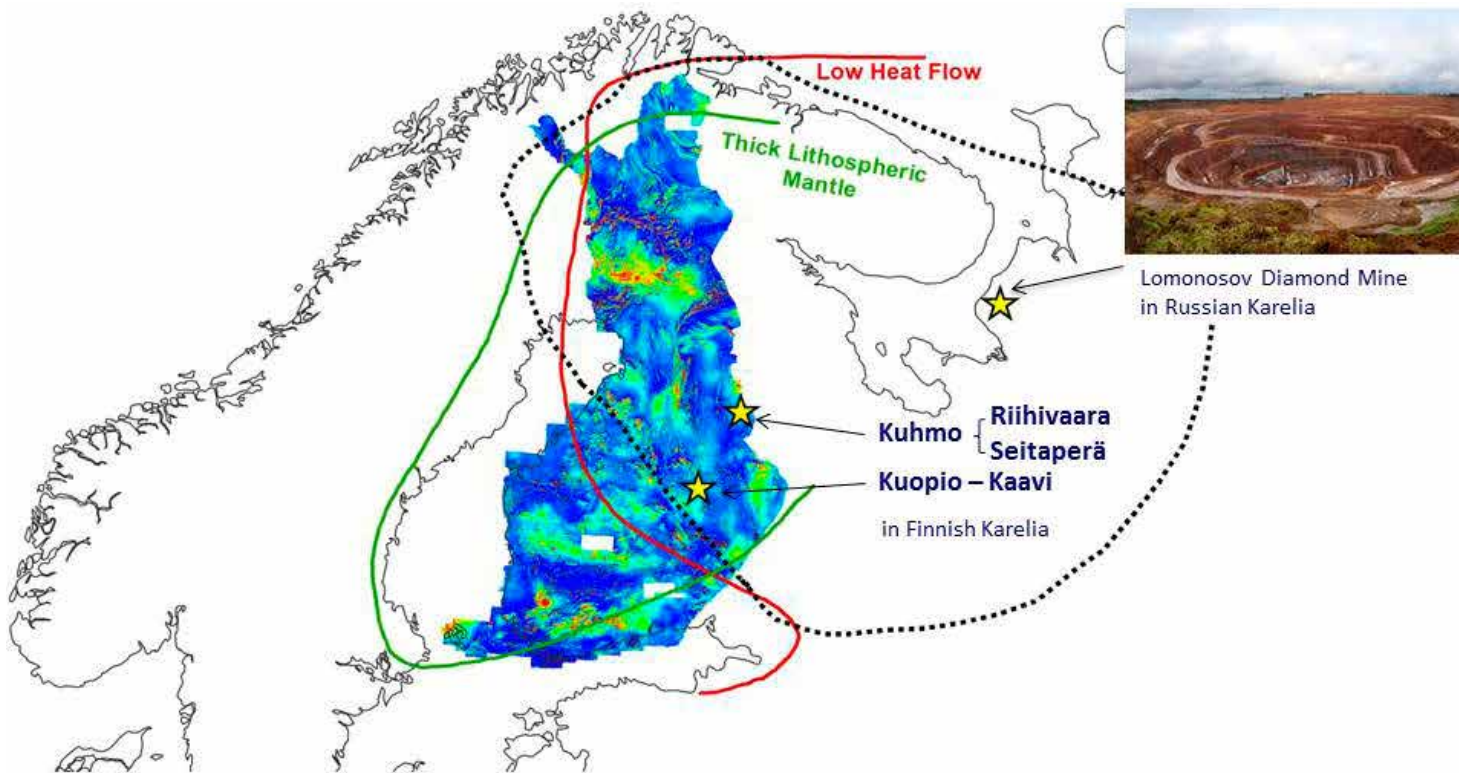 Low Heat Flow
Thick Lithospheric
Mantle
Lomonosov Diamond Mine
in Russian Karelia
Kuhmo
Riihivaara
Seitaperä
Kuopio – Kaavi
in Finnish Karelia